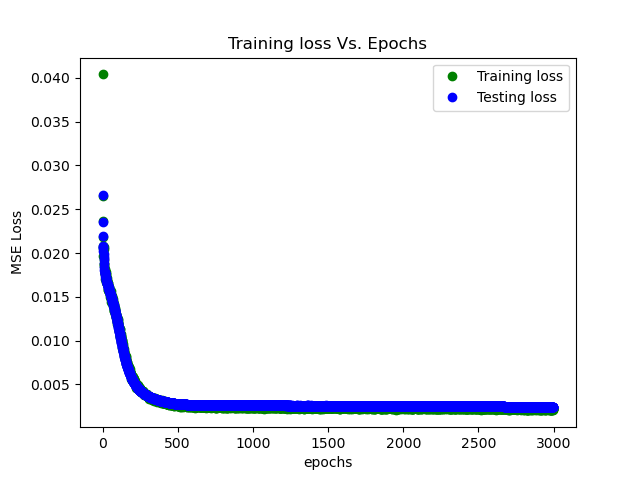 Training loss Vs. Epochs
Training loss
Testing loss
0.040
0.035
0.030
0.025
0.020
0.015
0.010
0.005
MSE Loss
0 500 1000 1500 2000 2500 3000
epochs